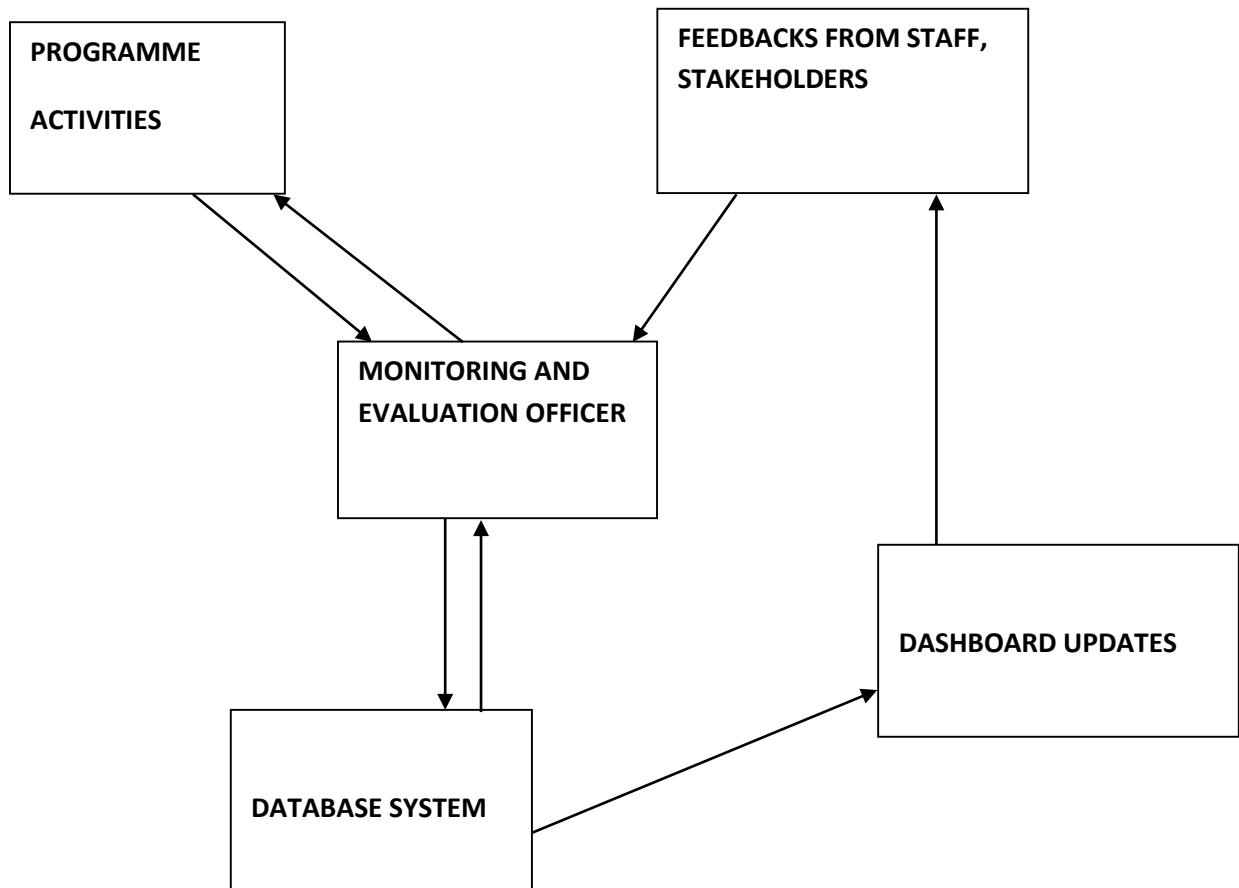 PROGRAMME
ACTIVITIES
FEEDBACKS FROM STAFF,
STAKEHOLDERS
MONITORING AND
EVALUATION OFFICER
DASHBOARD UPDATES
DATABASE SYSTEM